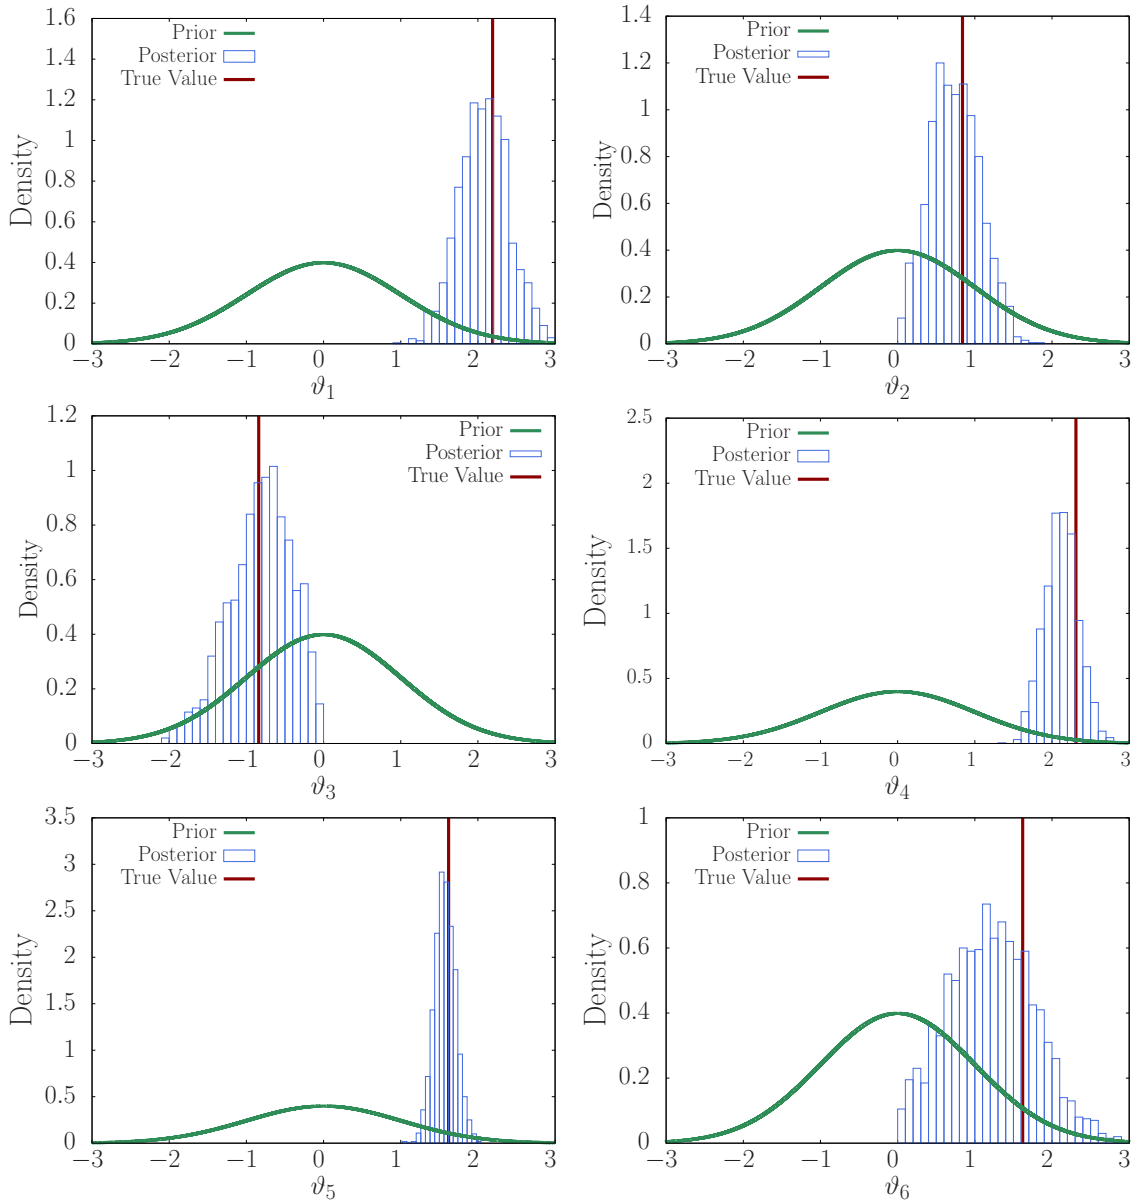 Prior
Posterior
True Value
Density
1.6
1.4
1.2
1
0.8
0.6
0.4
0.2
0
−3 −2 −1 0 1 2 3
ϑ1
Prior
Posterior
True Value
Density
1.4
1.2
1
0.8
0.6
0.4
0.2
0
−3 −2 −1 0 1 2 3
ϑ2
Prior
Posterior
True Value
Density
1.2
1
0.8
0.6
0.4
0.2
0
−3 −2 −1 0 1 2 3
ϑ3
Prior
Posterior
True Value
Density
2.5
2
1.5
1
0.5
0
−3 −2 −1 0 1 2 3
ϑ4
Prior
Posterior
True Value
Density
3.5
3
2.5
2
1.5
1
0.5
0
−3 −2 −1 0 1 2 3
ϑ5
Prior
Posterior
True Value
Density
1
0.8
0.6
0.4
0.2
0
−3 −2 −1 0 1 2 3
ϑ6